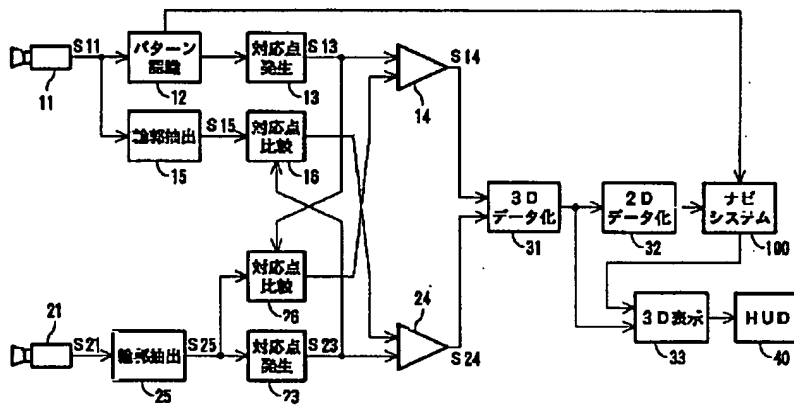 S11
パターン
認識
12
対応点
発生
S13
13
14
S14
11
輪郭抽出
15
S15
対応点
比較
16
3D
データ化
31
2D
データ化
32
ナビ
システム
100
対応点
比較
26
24
S24
3D表示
33
HUD
40
21
S21
輪郭抽出
25
S25
対応点
発生
23
S23